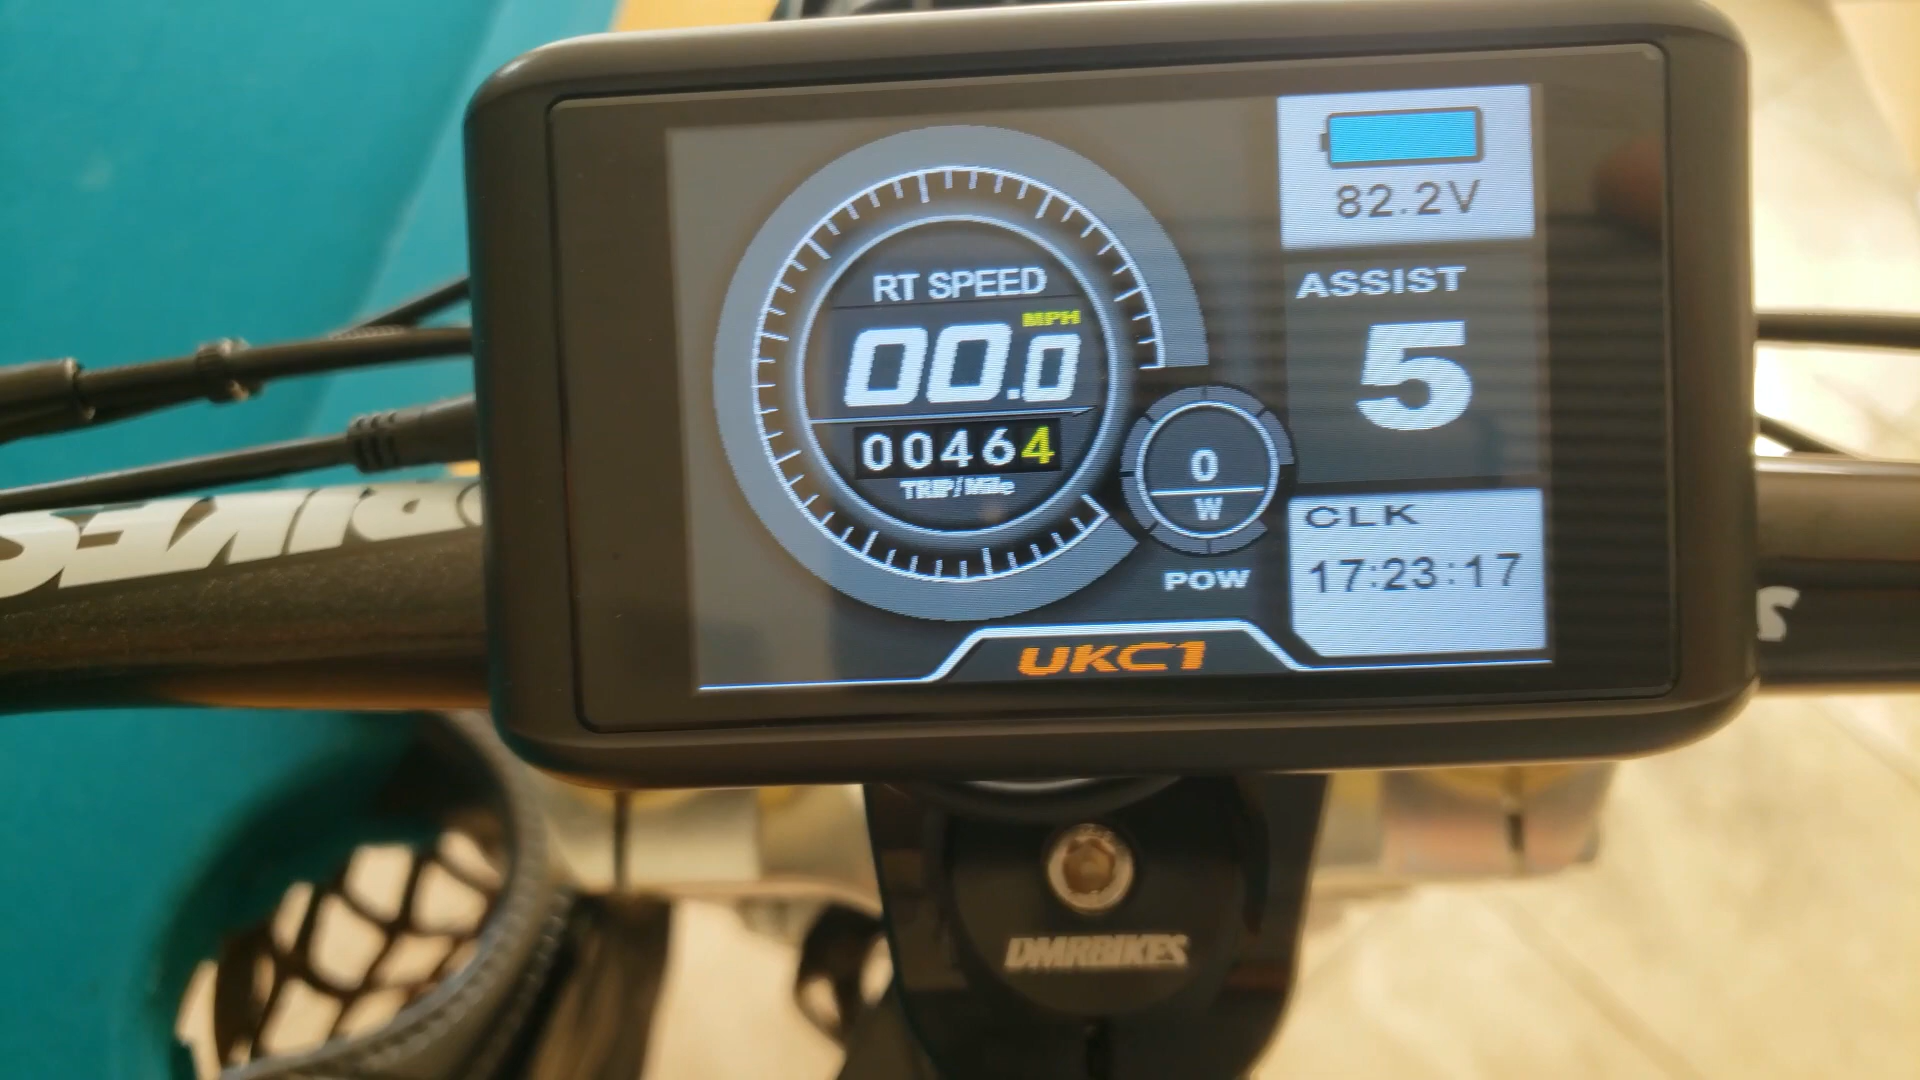 82.2V
RT SPEED
MPH
00.0
00464
TRIP/Mile
ASSIST
5
0
W
POW
CLK
17:23:17
UKC1
BIKES
S
DMRBIKES